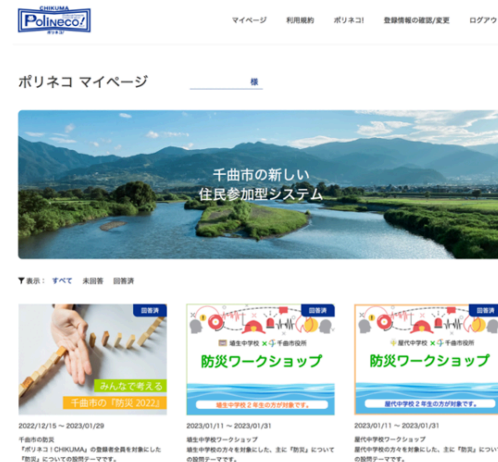 CHIKUMA
Polineco!
ポリネコ!
マイページ 利用規約 ポリネコ! 登録情報の確認/変更 ログアウ
ポリネコ マイページ
様
千曲市の新しい
住民参加型システム
表示： すべて 未回答 回答済
回答済
みんなで考える
千曲市の『防災 2022』
2022/12/15 ～ 2023/01/29
千曲市の防災
『ポリネコ！CHIKUMA』の登録者全員を対象にした
『防災』についての設問テーマです。
回答済
埴生中学校 × 千曲市役所
防災ワークショップ
埴生中学校２年生の方が対象です。
2023/01/11 ～ 2023/01/31
埴生中学校ワークショップ
埴生中学校の方々を対象にした、主に『防災』について
の設問テーマです。
回答済
屋代中学校 × 千曲市役所
防災ワークショップ
屋代中学校２年生の方が対象です。
2023/01/11 ～ 2023/01/31
屋代中学校ワークショップ
屋代中学校の方々を対象にした、主に『防災』につい
の設問テーマです。